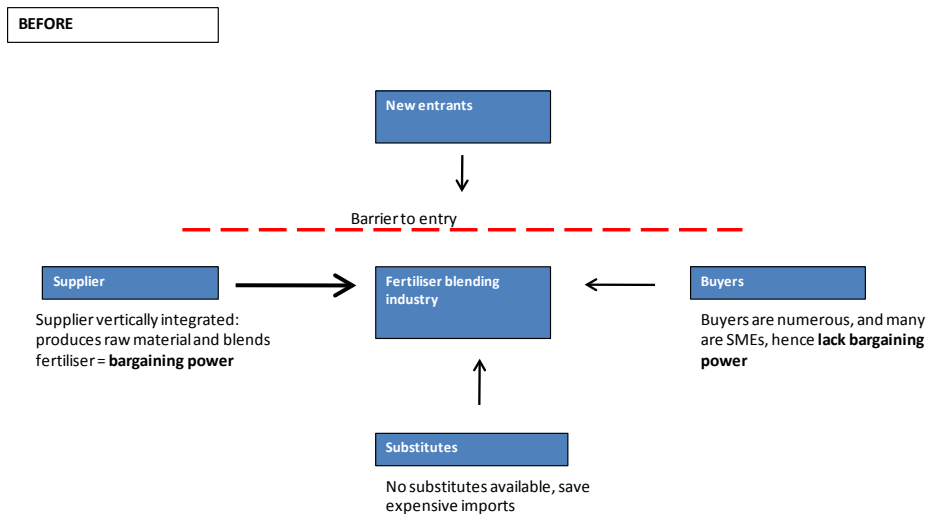 BEFORE
New entrants
Barrier to entry
Supplier
Supplier vertically integrated:
produces raw material and blends
fertiliser = bargaining power
Fertiliser blending
industry
Buyers
Buyers are numerous, and many
are SMEs, hence lack bargaining
power
Substitutes
No substitutes available, save
expensive imports